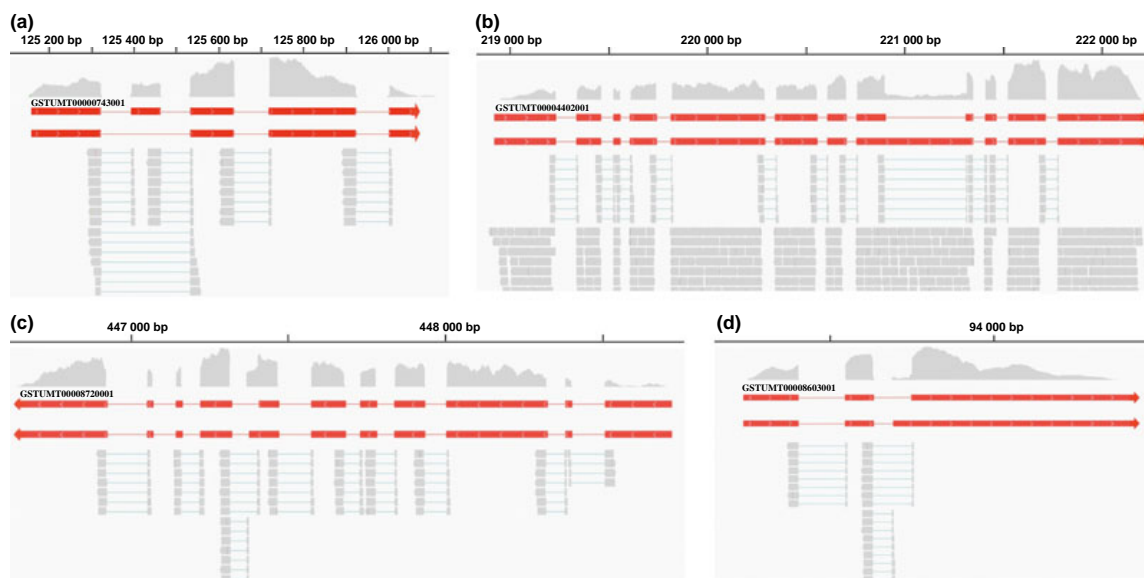 (a)
125 200 bp 125 400 bp 125 600 bp 125 800 bp 126 000 bp
GSTUMT00000743001
(b)
219 000 bp 220 000 bp 221 000 bp 222 000 bp
GSTUMT00004402001
(c)
447 000 bp 448 000 bp
GSTUMT00008720001
(d)
94 000 bp
GSTUMT00008603001